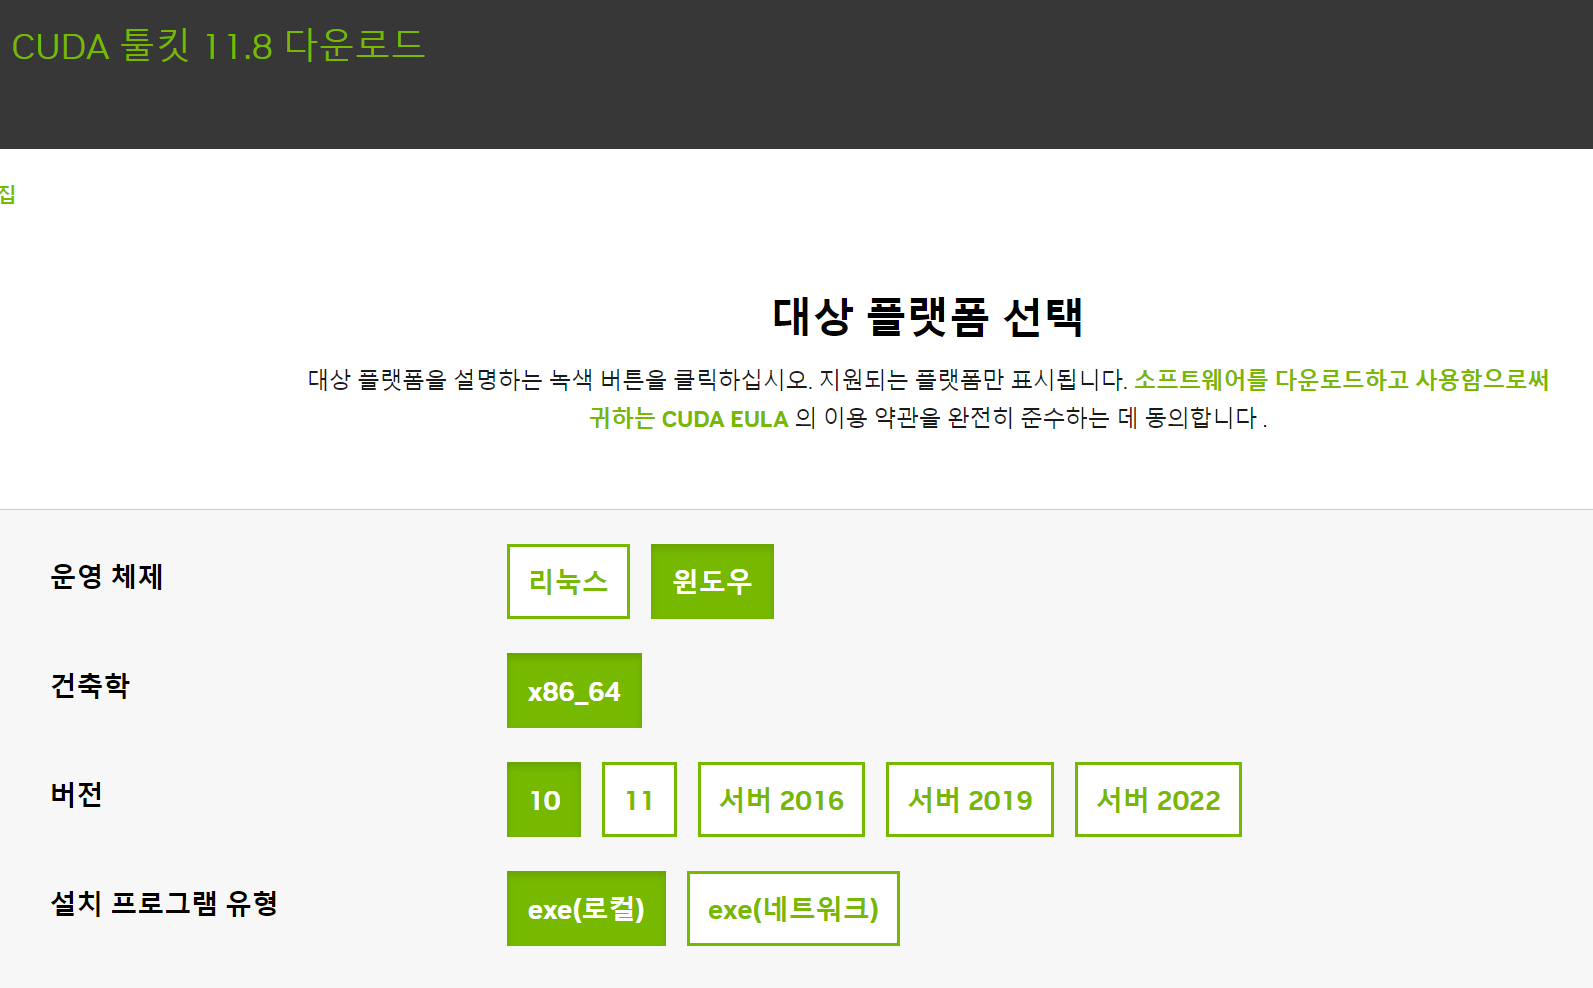 CUDA 툴킷 11.8 다운로드
집
대상 플랫폼 선택
대상 플랫폼을 설명하는 녹색 버튼을 클릭하십시오. 지원되는 플랫폼만 표시됩니다. 소프트웨어를 다운로드하고 사용함으로써
귀하는 CUDA EULA 의 이용 약관을 완전히 준수하는 데 동의합니다 .
운영 체제 리눅스 윈도우
건축학 x86_64
버전 10 11 서버 2016 서버 2019 서버 2022
설치 프로그램 유형 exe(로컬) exe(네트워크)